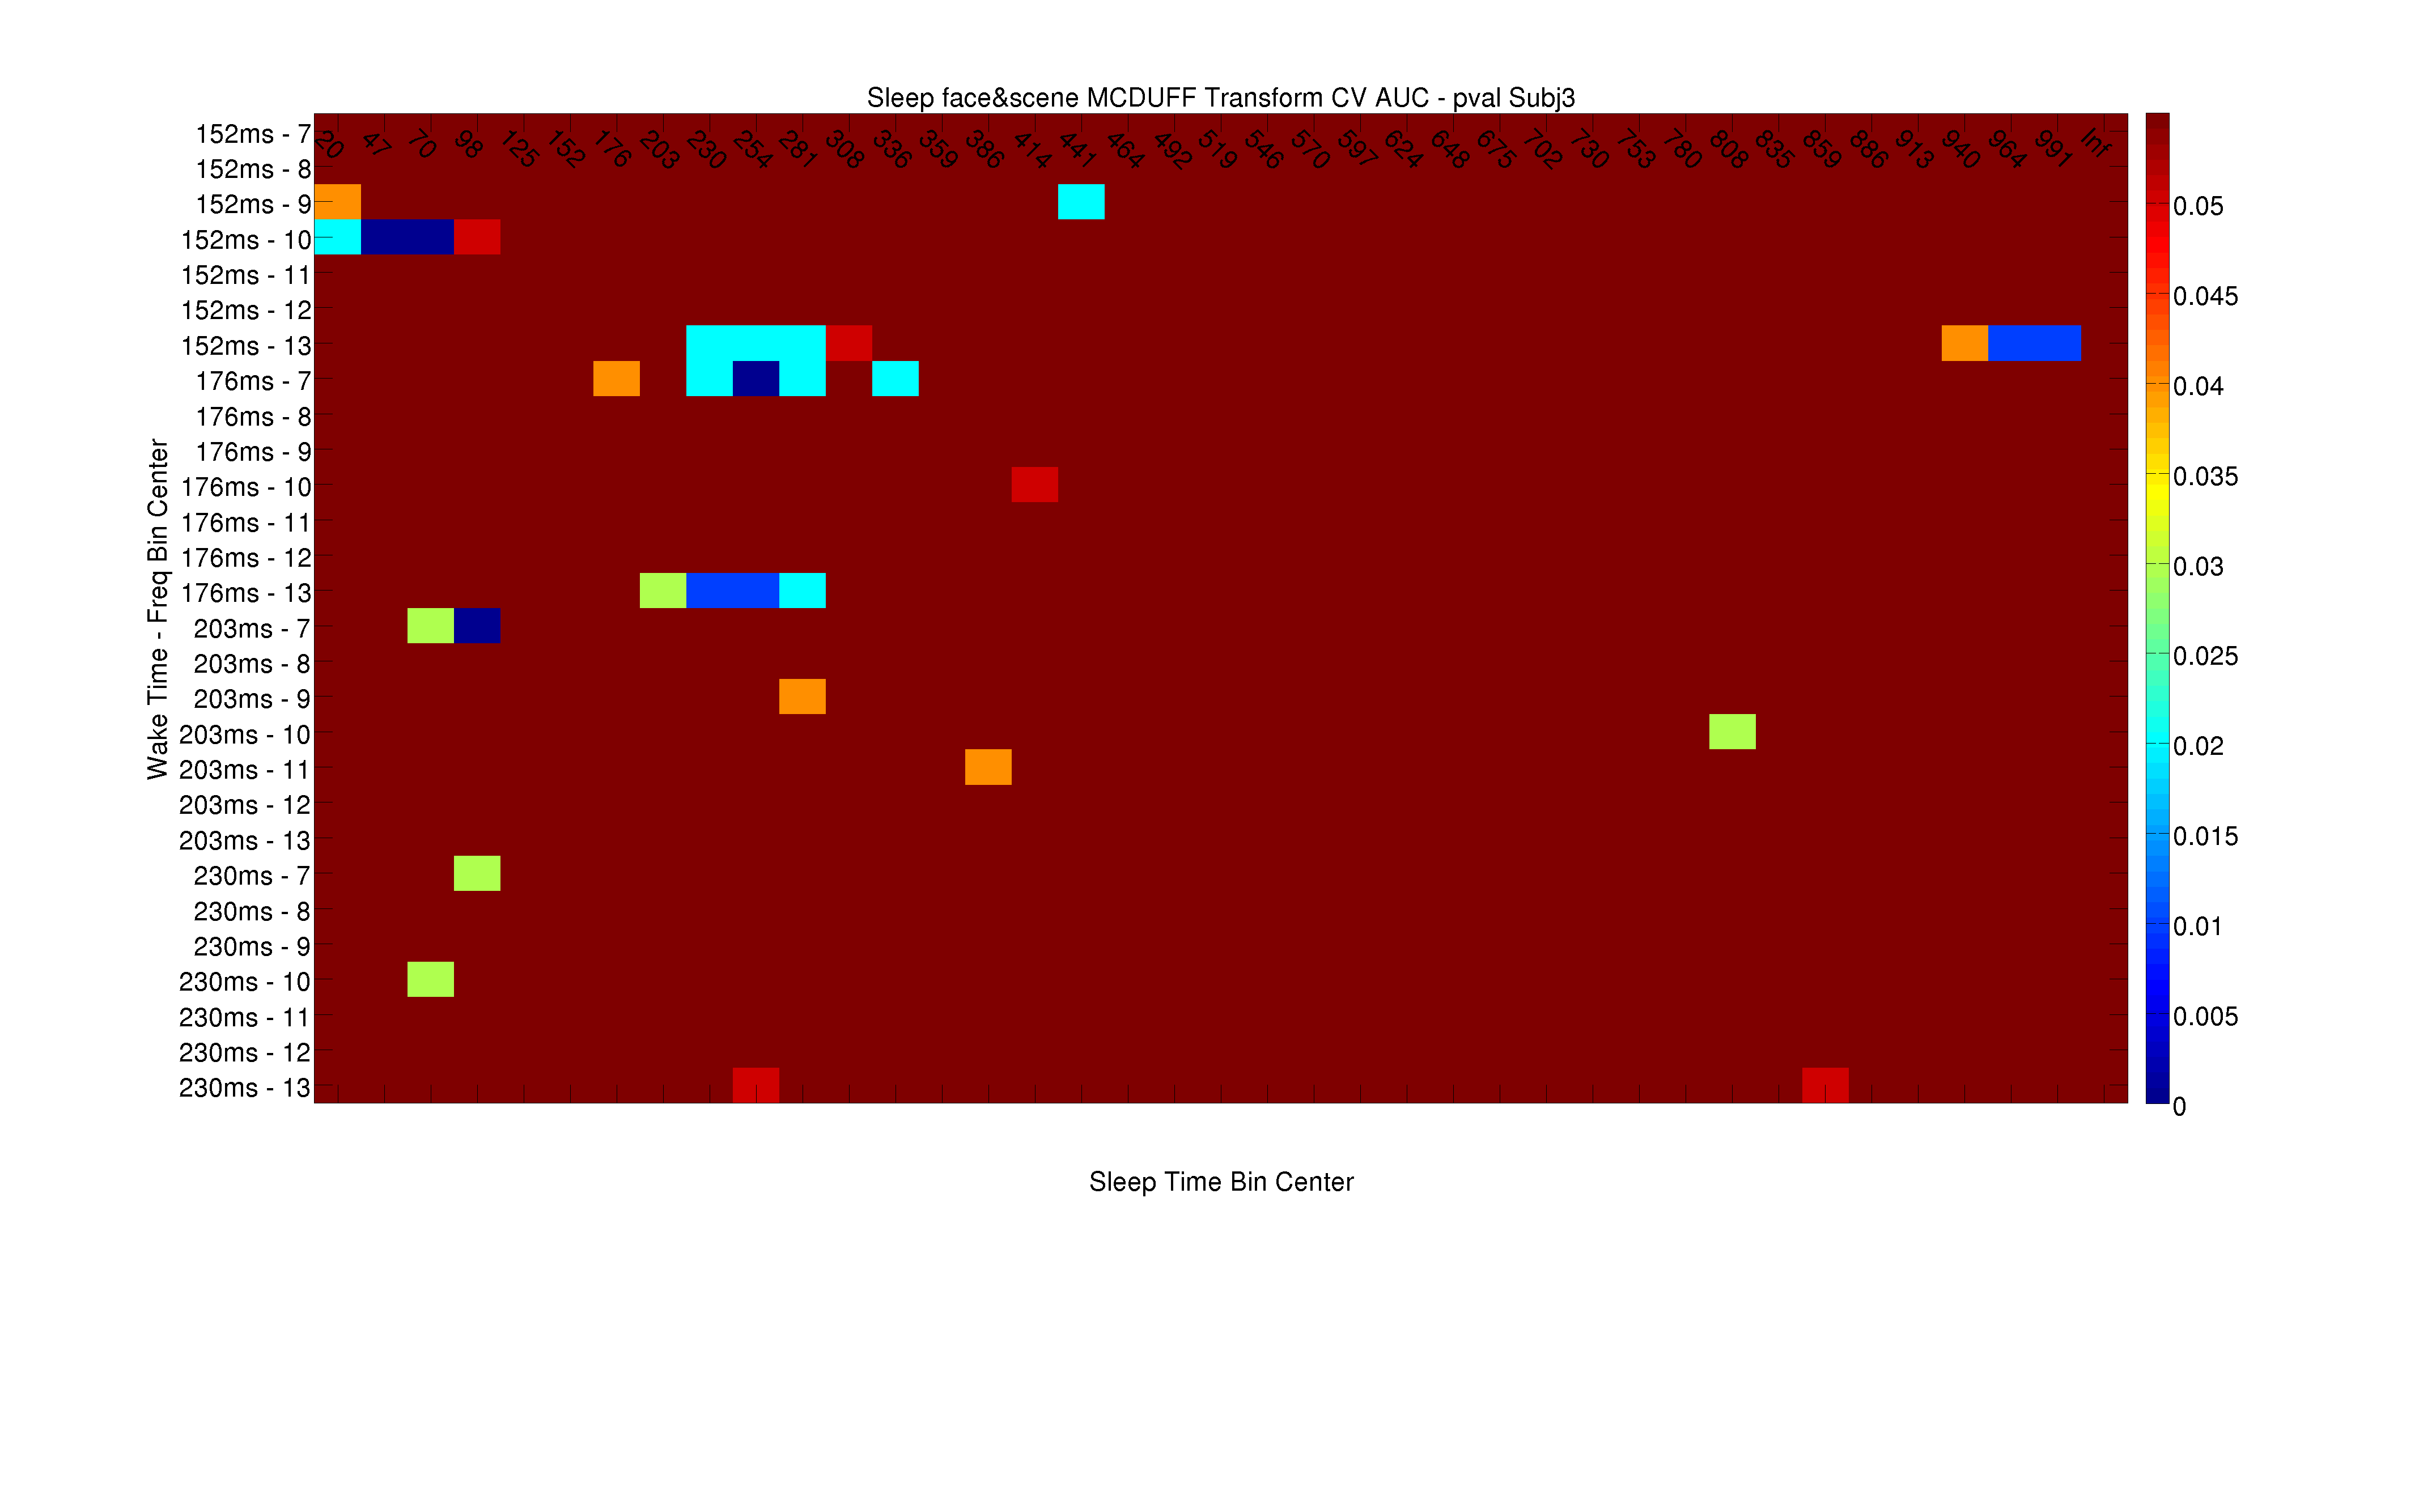 Sleep face&scene MCDUFF Transform CV AUC - pval Subj3
20 47 70 98 125 152 176 203 230 254 281 308 336 359 386 414 441 464 492 519 546 570 597 624 648 675 702 730 753 780 808 835 859 886 913 940 964 991 Inf
152ms - 7
152ms - 8
152ms - 9
152ms - 10
152ms - 11
152ms - 12
152ms - 13
176ms - 7
176ms - 8
176ms - 9
176ms - 10
176ms - 11
176ms - 12
176ms - 13
203ms - 7
203ms - 8
203ms - 9
203ms - 10
203ms - 11
203ms - 12
203ms - 13
230ms - 7
230ms - 8
230ms - 9
230ms - 10
230ms - 11
230ms - 12
230ms - 13
Wake Time - Freq Bin Center
0.05
0.045
0.04
0.035
0.03
0.025
0.02
0.015
0.01
0.005
0
Sleep Time Bin Center